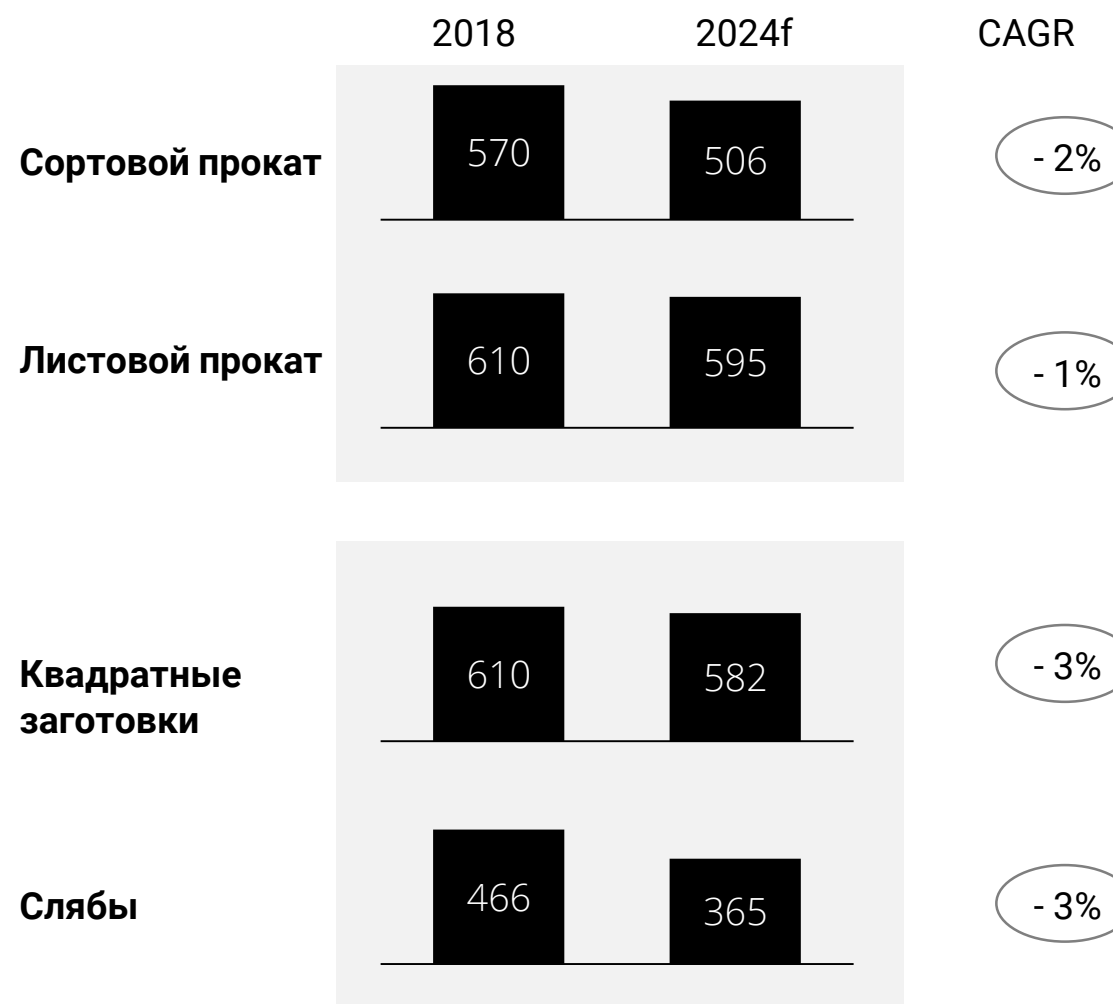 2018 2024f CAGR
Сортовой прокат 570 506 - 2%
Листовой прокат 610 595 - 1%
Квадратные
заготовки 610 582 - 3%
Слябы 466 365 - 3%